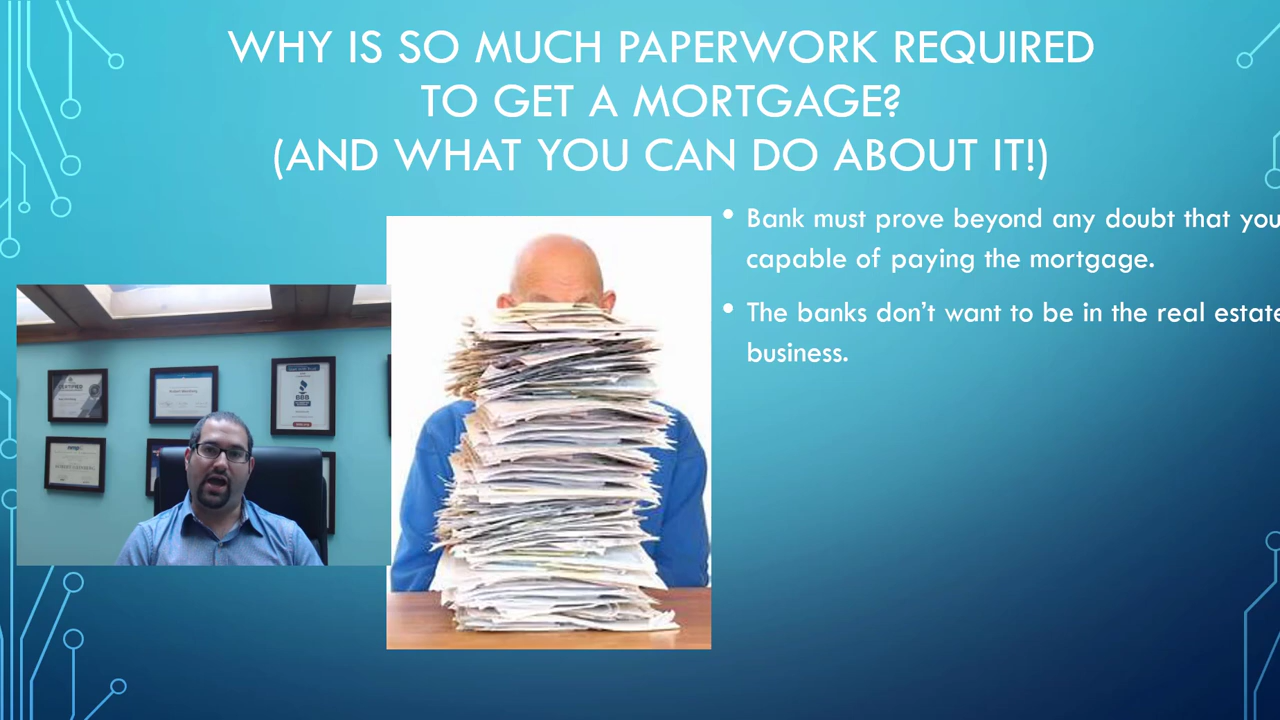 WHY IS SO MUCH PAPERWORK REQUIRED
TO GET A MORTGAGE?
(AND WHAT YOU CAN DO ABOUT IT!)
• Bank must prove beyond any doubt that you
capable of paying the mortgage.
• The banks don't want to be in the real estate
business.
BBB